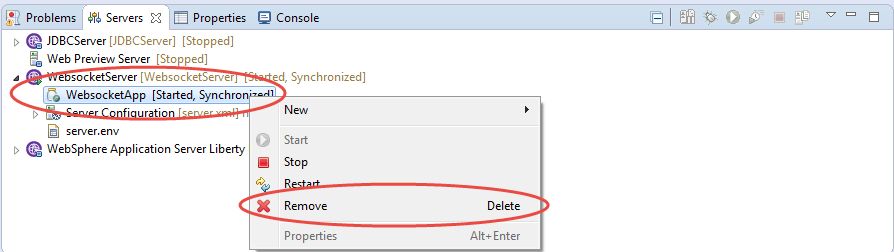 Problems Servers Properties Console
JDBCServer [JDBCServer] [Stopped]
Web Preview Server [Stopped]
WebsocketServer [WebsocketServer] [Started, Synchronized]
WebsocketApp [Started, Synchronized]
Server Configuration [server.xml]
server.env
WebSphere Application Server Liberty
New
Start
Stop
Restart
Remove Delete
Properties Alt+Enter